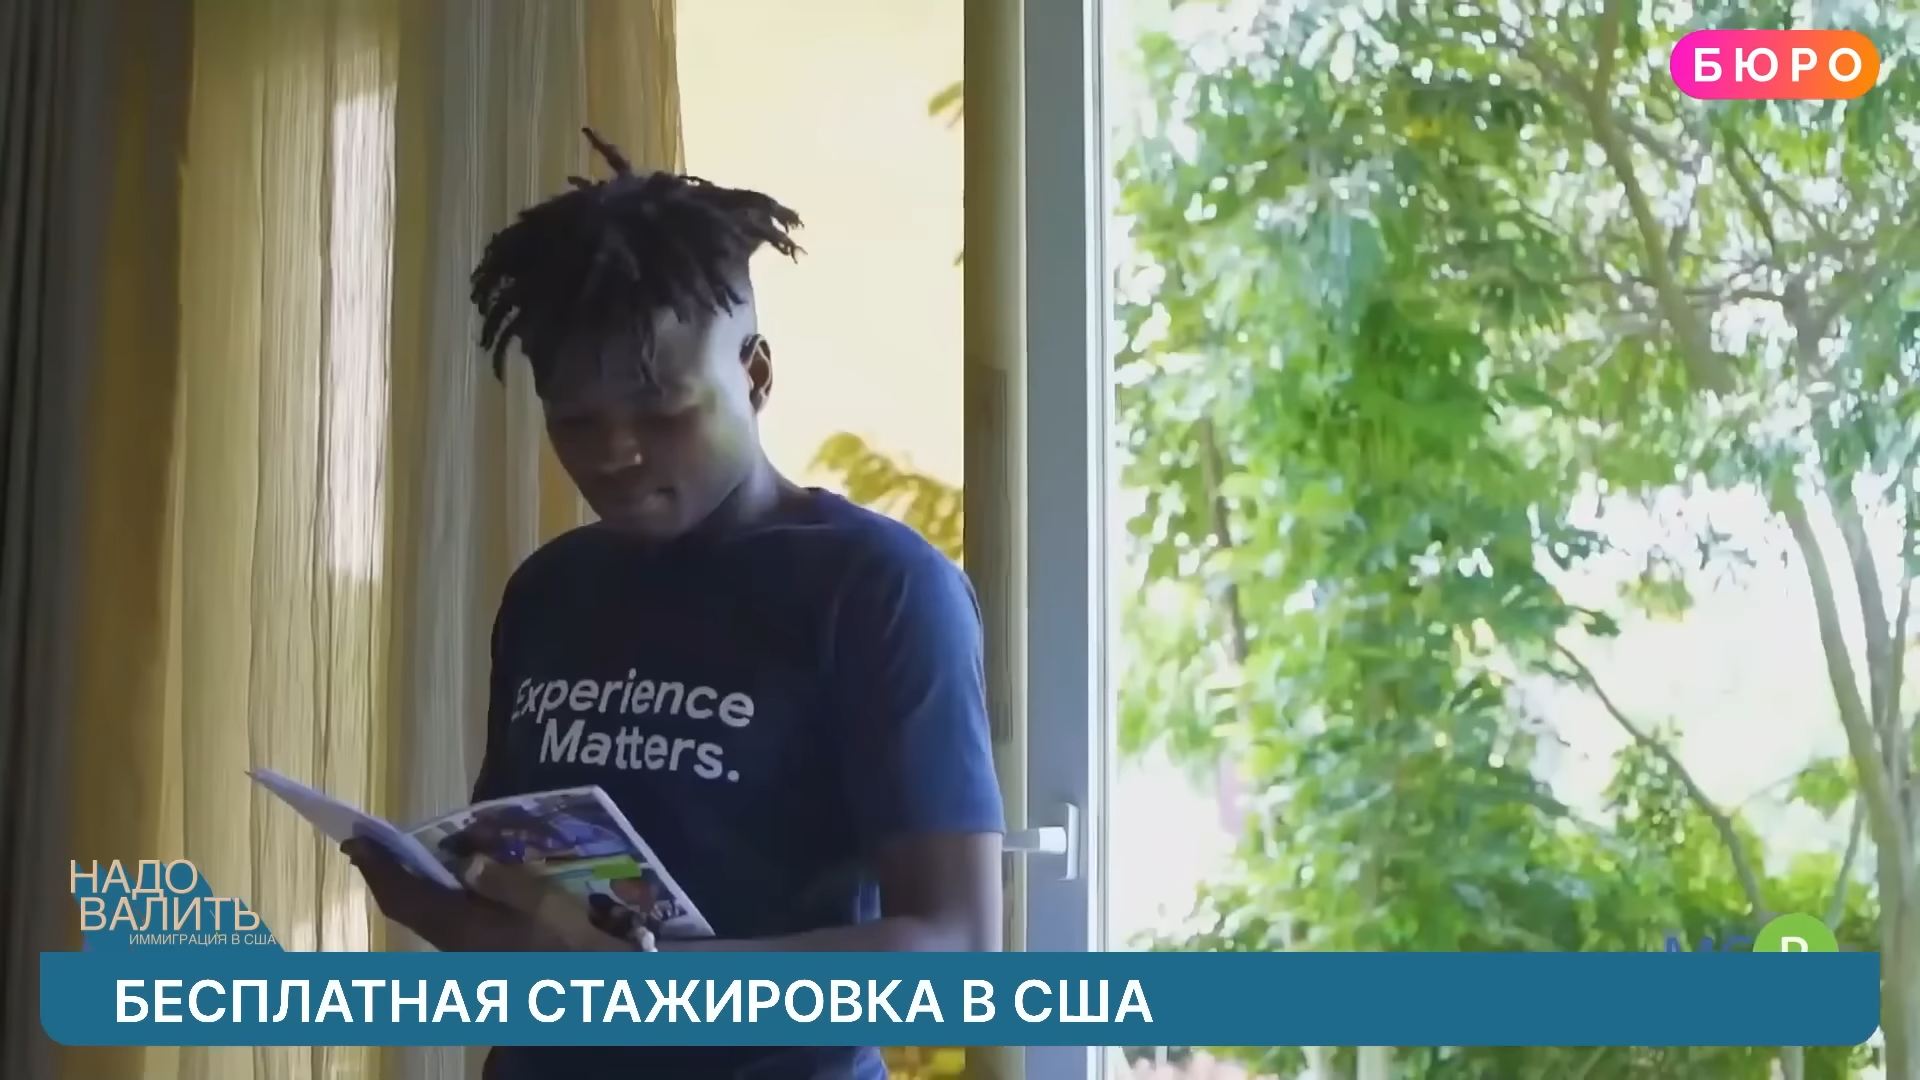 БЮРО
Experience
Matters.
НАДО
ВАЛИТЬ
ИММИГРАЦИЯ В США
БЕСПЛАТНАЯ СТАЖИРОВКА В США